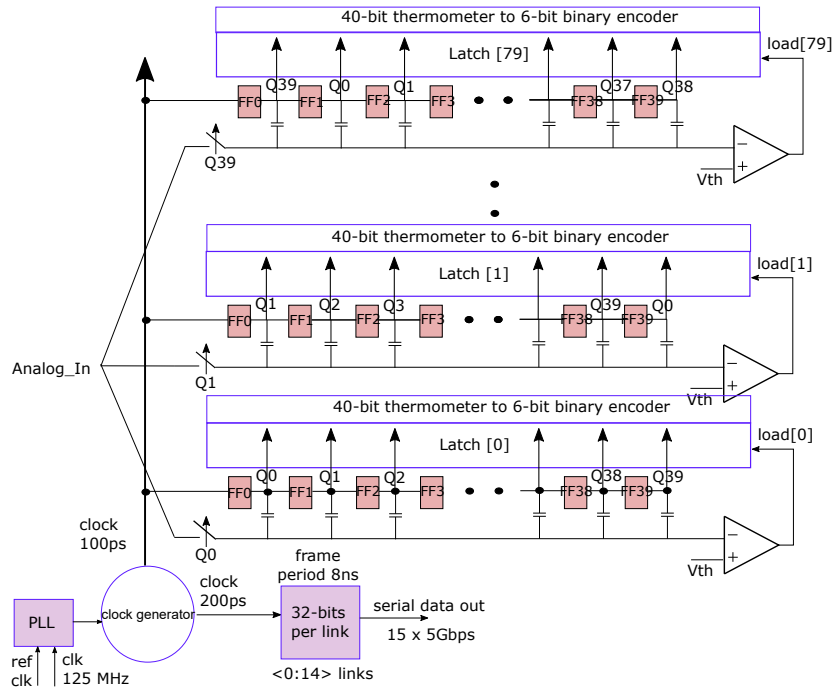 40-bit thermometer to 6-bit binary encoder
Latch [79]
load[79]
Q39 Q0 Q1 Q37 Q38
FF0 FF1 FF2 FF3 FF38 FF39
Q39
−
+
Vth
40-bit thermometer to 6-bit binary encoder
Latch [1]
load[1]
Q1 Q2 Q3 Q39 Q0
FF0 FF1 FF2 FF3 FF38 FF39
Analog_In
Q1
−
+
Vth
40-bit thermometer to 6-bit binary encoder
Latch [0]
load[0]
Q0 Q1 Q2 Q38 Q39
FF0 FF1 FF2 FF3 FF38 FF39
Q0
−
+
Vth
clock
100ps
clock
200ps
frame
period 8ns
PLL
clock generator
32-bits
per link
serial data out
15 x 5Gbps
ref
clk
clk
125 MHz
<0:14> links